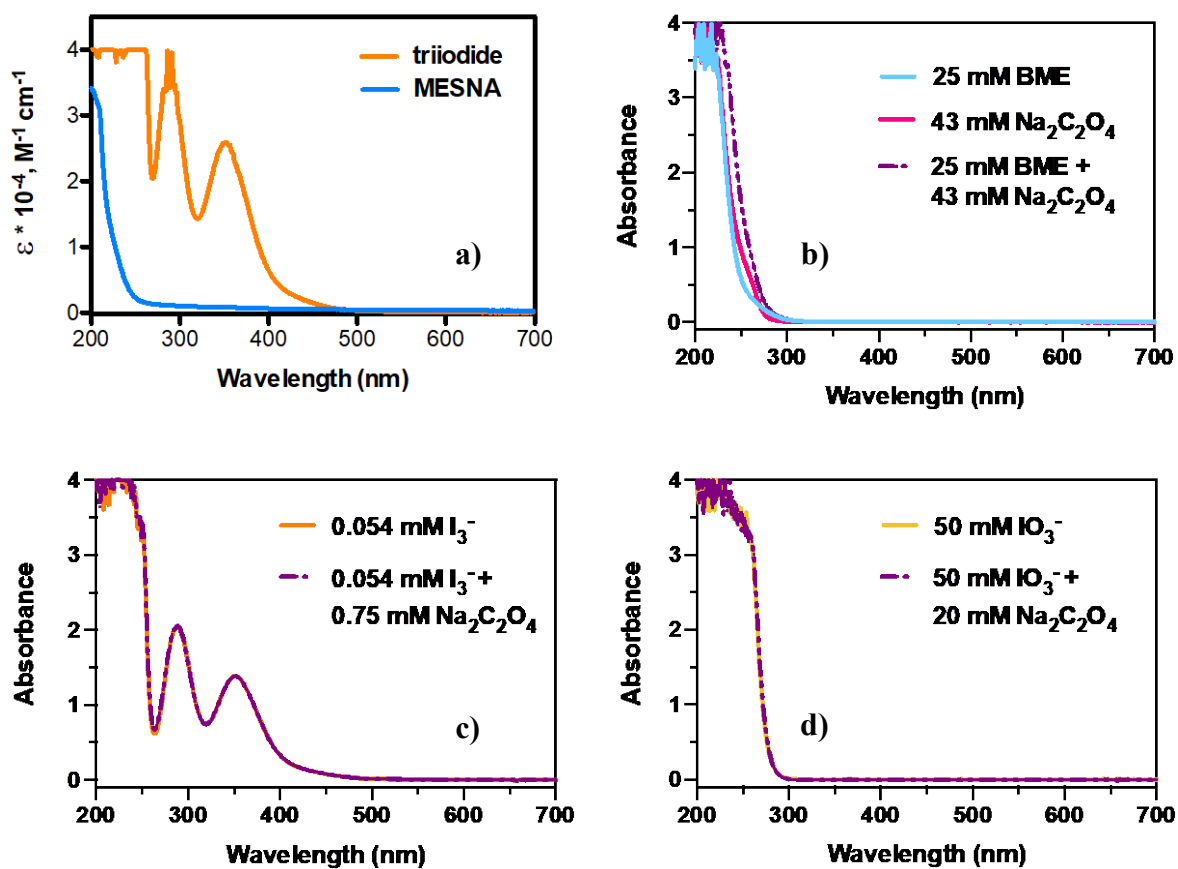 4
3
2
1
0
200
300
400
500
600
700
ε * 10⁻⁴, M⁻¹ cm⁻¹
Wavelength (nm)
triiodide
MESNA
a)
4
3
2
1
0
200
300
400
500
600
700
Absorbance
Wavelength (nm)
25 mM BME
43 mM Na₂C₂O₄
25 mM BME +
43 mM Na₂C₂O₄
b)
4
3
2
1
0
200
300
400
500
600
700
Absorbance
Wavelength (nm)
0.054 mM I₃⁻
0.054 mM I₃⁻ +
0.75 mM Na₂C₂O₄
c)
4
3
2
1
0
200
300
400
500
600
700
Absorbance
Wavelength (nm)
50 mM IO₃⁻
50 mM IO₃⁻ +
20 mM Na₂C₂O₄
d)